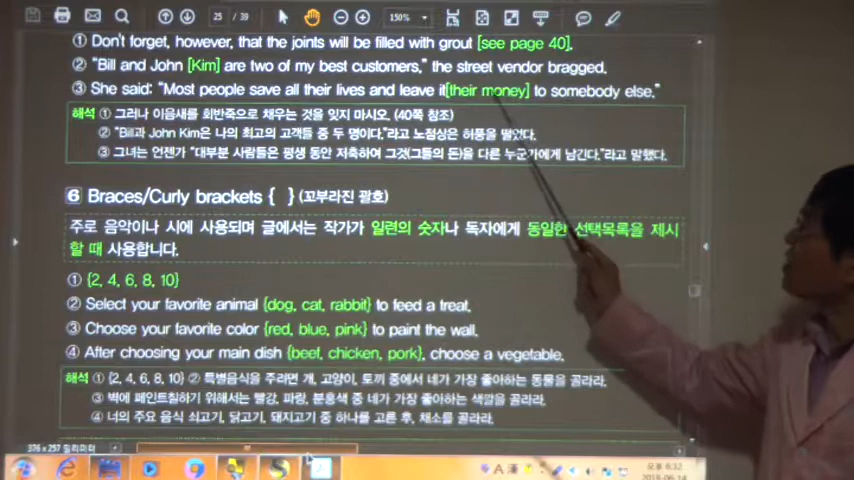 25 / 39
150%
① Don't forget, however, that the joints will be filled with grout [see page 40].
② "Bill and John [Kim] are two of my best customers," the street vendor bragged.
③ She said: "Most people save all their lives and leave it[their money] to somebody else."
해석 ① 그러나 이음새를 회반죽으로 채우는 것을 잊지 마시오. (40쪽 참조)
② "Bill과 John Kim은 나의 최고의 고객들 중 두 명이다."라고 노점상은 허풍을 떨었다.
③ 그녀는 언젠가 "대부분 사람들은 평생 동안 저축하여 그것(그들의 돈)을 다른 누군가에게 남긴다."라고 말했다.
6 Braces/Curly brackets { } (꼬부라진 괄호)
주로 음악이나 시에 사용되며 글에서는 작가가 일련의 숫자나 독자에게 동일한 선택목록을 제시
할 때 사용합니다.
① {2, 4, 6, 8, 10}
② Select your favorite animal {dog, cat, rabbit} to feed a treat.
③ Choose your favorite color {red, blue, pink} to paint the wall.
④ After choosing your main dish {beef, chicken, pork}, choose a vegetable.
해석 ① {2, 4, 6, 8, 10} ② 특별음식을 주려면 개, 고양이, 토끼 중에서 네가 가장 좋아하는 동물을 골라라.
③ 벽에 페인트칠하기 위해서는 빨강, 파랑, 분홍색 중 네가 가장 좋아하는 색깔을 골라라.
④ 너의 주요 음식 쇠고기, 닭고기, 돼지고기 중 하나를 고른 후, 채소를 골라라.
376 x 257 밀리미터
A 漢
오후 6:32
2019-06-14